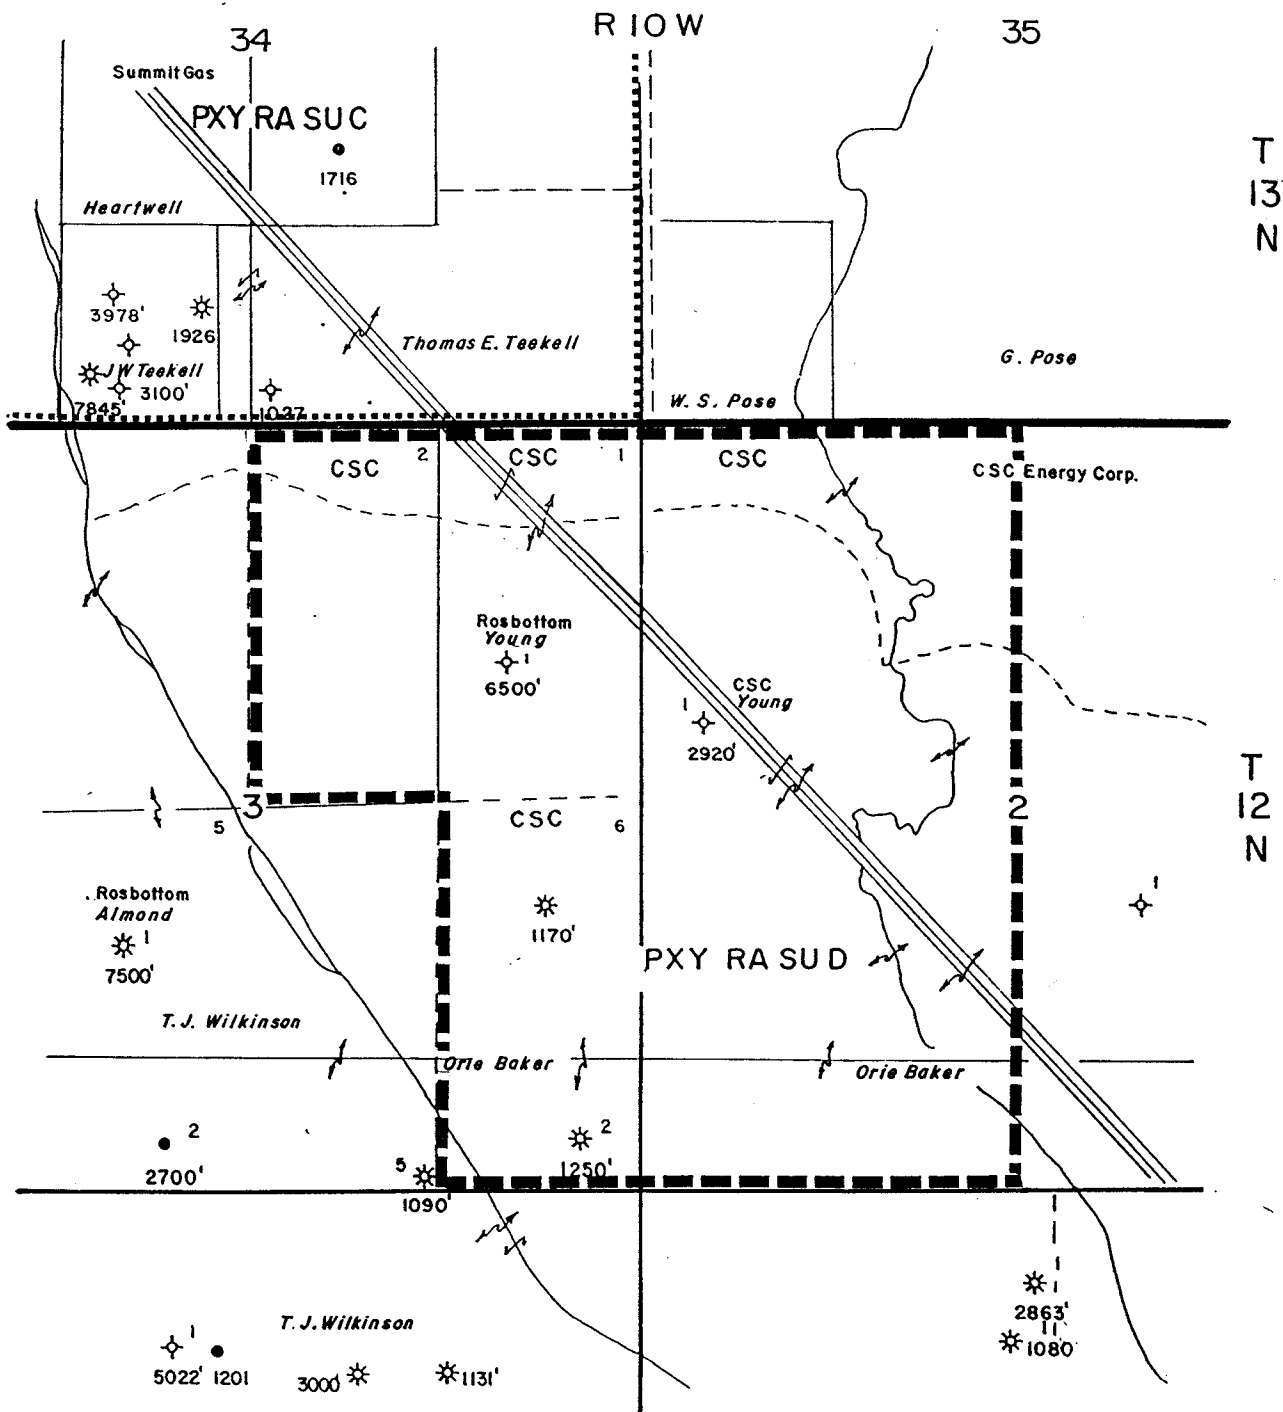 R 10 W
34
35
Summit Gas
PXY RA SU C
1716
T
13
N
Heartwell
3978'
1926
Thomas E. Teekell
G. Pose
J W Teekell
3100'
7845'
1027
W. S. Pose
CSC
2
CSC
1
CSC
CSC Energy Corp.
Rosbottom
Young
1
6500'
CSC
Young
1
2920'
T
12
N
3
5
CSC
6
2
Rosbottom
Almond
1
7500'
1170'
1
PXY RA SU D
T.J. Wilkinson
Orie Baker
Orie Baker
2
2700'
2
1250'
5
1090'
1
2863'
1080
T.J. Wilkinson
1
5022'
1201
3000'
1131'